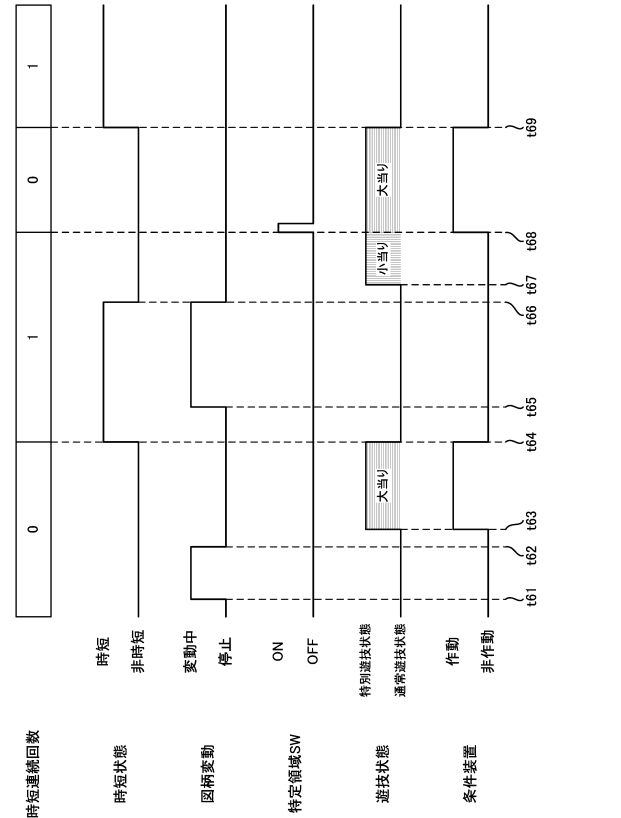 時短連続回数
0
1
0
1
時短状態
時短
非時短
図柄変動
変動中
停止
特定領域SW
ON
OFF
遊技状態
特別遊技状態
通常遊技状態
大当り
小当り
大当り
条件装置
作動
非作動
t61
t62
t63
t64
t65
t66
t67
t68
t69